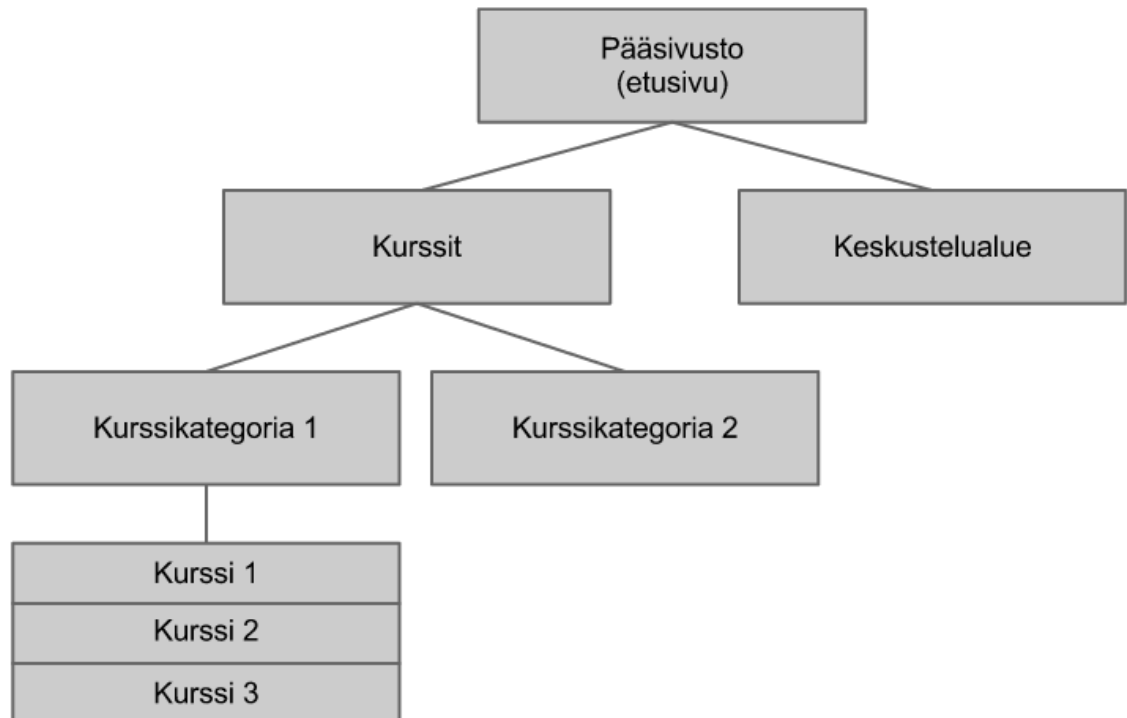 Pääsivusto
(etusivu)
Kurssit
Keskustelualue
Kurssikategoria 1
Kurssikategoria 2
Kurssi 1
Kurssi 2
Kurssi 3